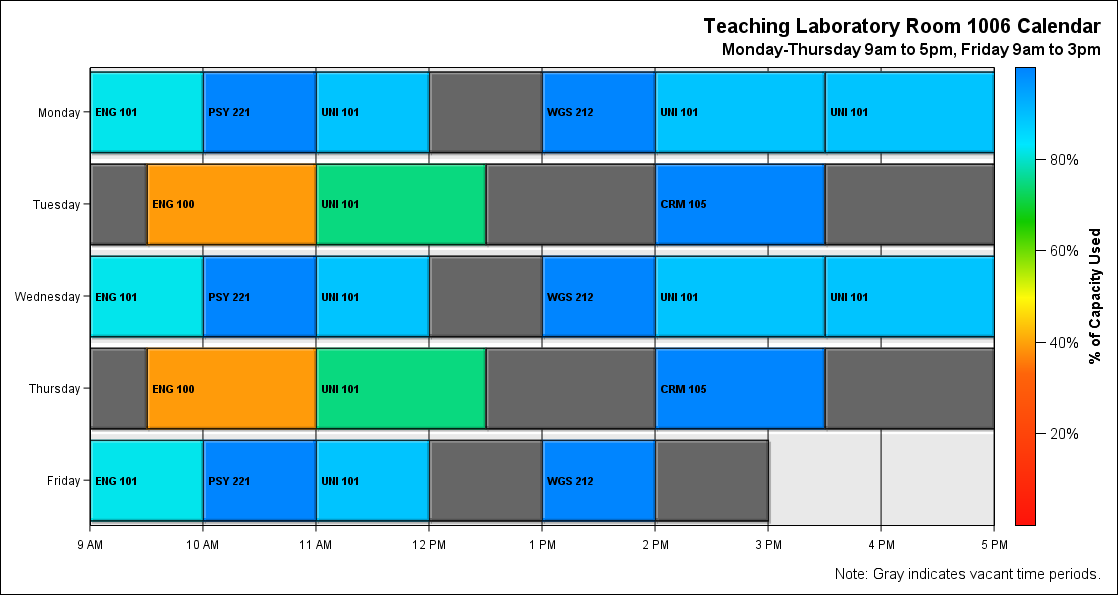 Teaching Laboratory Room 1006 Calendar
Monday-Thursday 9am to 5pm, Friday 9am to 3pm
Monday ENG 101 PSY 221 UNI 101 WGS 212 UNI 101 UNI 101
Tuesday ENG 100 UNI 101 CRM 105
Wednesday ENG 101 PSY 221 UNI 101 WGS 212 UNI 101 UNI 101
Thursday ENG 100 UNI 101 CRM 105
Friday ENG 101 PSY 221 UNI 101 WGS 212
9 AM 10 AM 11 AM 12 PM 1 PM 2 PM 3 PM 4 PM 5 PM
80%
60%
40%
20%
% of Capacity Used
Note: Gray indicates vacant time periods.